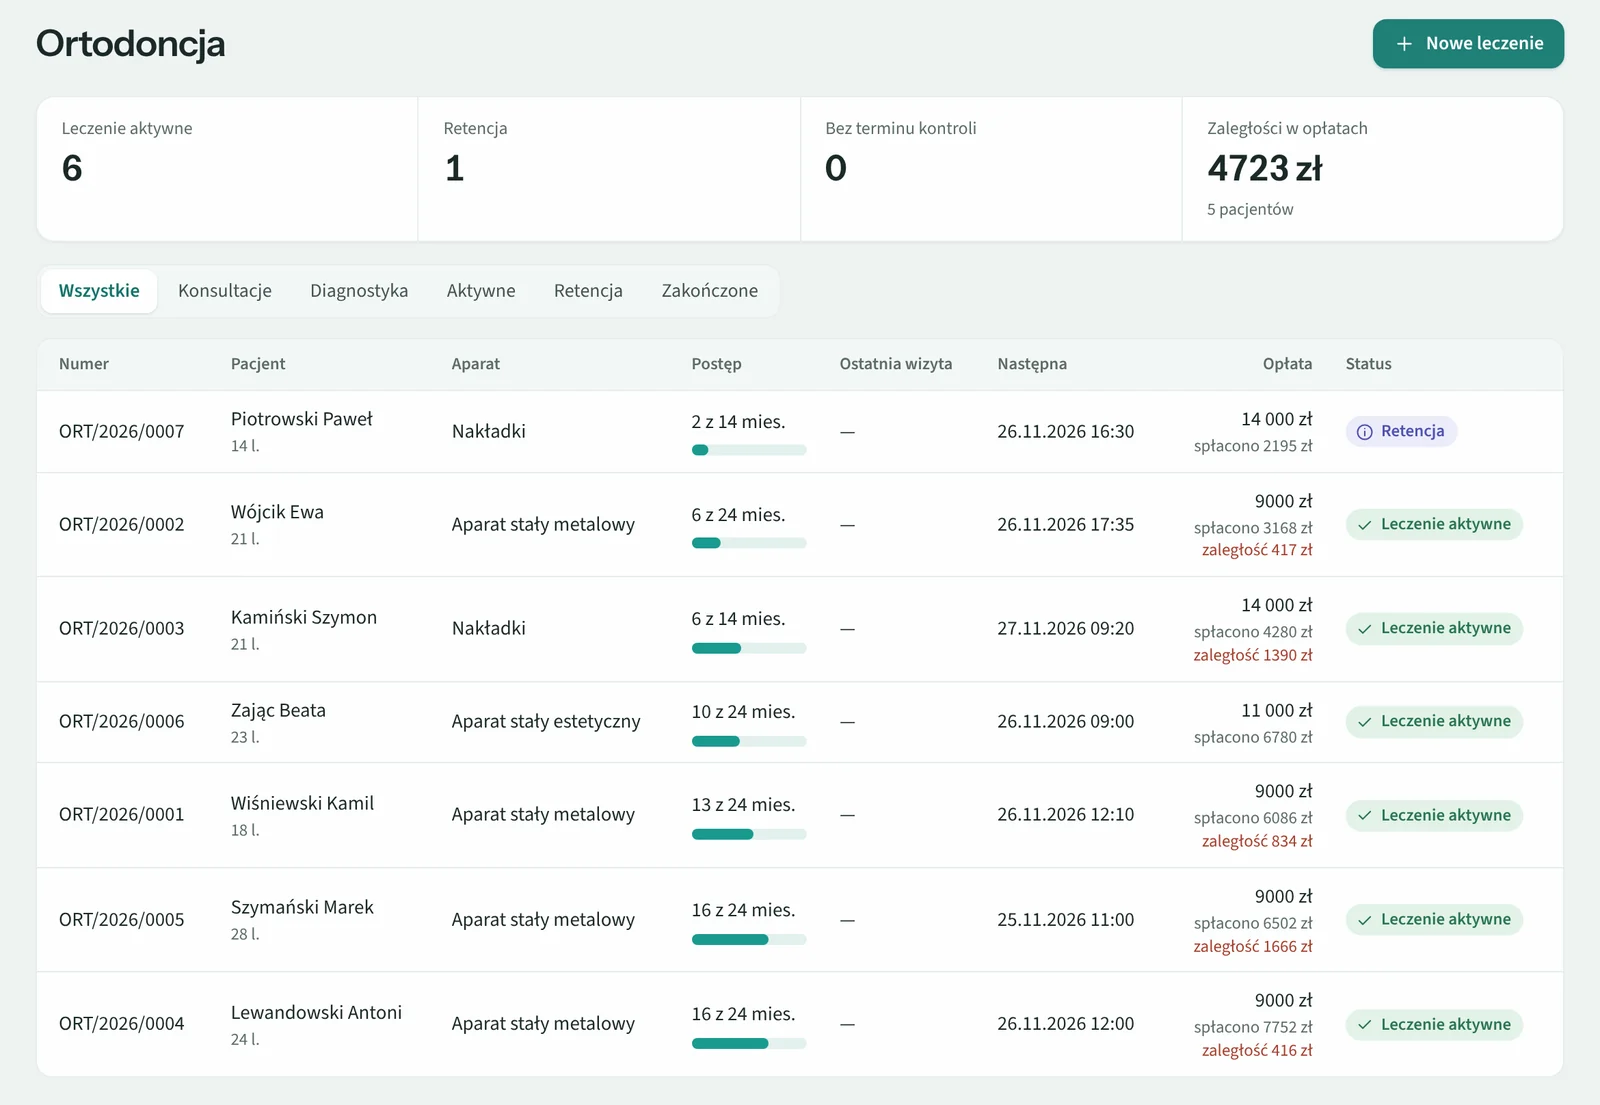 Ortodoncja
Nowe leczenie
Leczenie aktywne
6
Retencja
1
Bez terminu kontroli
0
Zaległości w opłatach
4723 zł
5 pacjentów
Wszystkie Konsultacje Diagnostyka Aktywne Retencja Zakończone
Numer Pacjent Aparat Postęp Ostatnia wizyta Następna Opłata Status
ORT/2026/0007
Piotrowski Paweł
14 l.
Nakładki
2 z 14 mies.
—
26.11.2026 16:30
14 000 zł
spłacono 2195 zł
Retencja
ORT/2026/0002
Wójcik Ewa
21 l.
Aparat stały metalowy
6 z 24 mies.
—
26.11.2026 17:35
9000 zł
spłacono 3168 zł
zaległość 417 zł
Leczenie aktywne
ORT/2026/0003
Kamiński Szymon
21 l.
Nakładki
6 z 14 mies.
—
27.11.2026 09:20
14 000 zł
spłacono 4280 zł
zaległość 1390 zł
Leczenie aktywne
ORT/2026/0006
Zając Beata
23 l.
Aparat stały estetyczny
10 z 24 mies.
—
26.11.2026 09:00
11 000 zł
spłacono 6780 zł
Leczenie aktywne
ORT/2026/0001
Wiśniewski Kamil
18 l.
Aparat stały metalowy
13 z 24 mies.
—
26.11.2026 12:10
9000 zł
spłacono 6086 zł
zaległość 834 zł
Leczenie aktywne
ORT/2026/0005
Szymański Marek
28 l.
Aparat stały metalowy
16 z 24 mies.
—
25.11.2026 11:00
9000 zł
spłacono 6502 zł
zaległość 1666 zł
Leczenie aktywne
ORT/2026/0004
Lewandowski Antoni
24 l.
Aparat stały metalowy
16 z 24 mies.
—
26.11.2026 12:00
9000 zł
spłacono 7752 zł
zaległość 416 zł
Leczenie aktywne